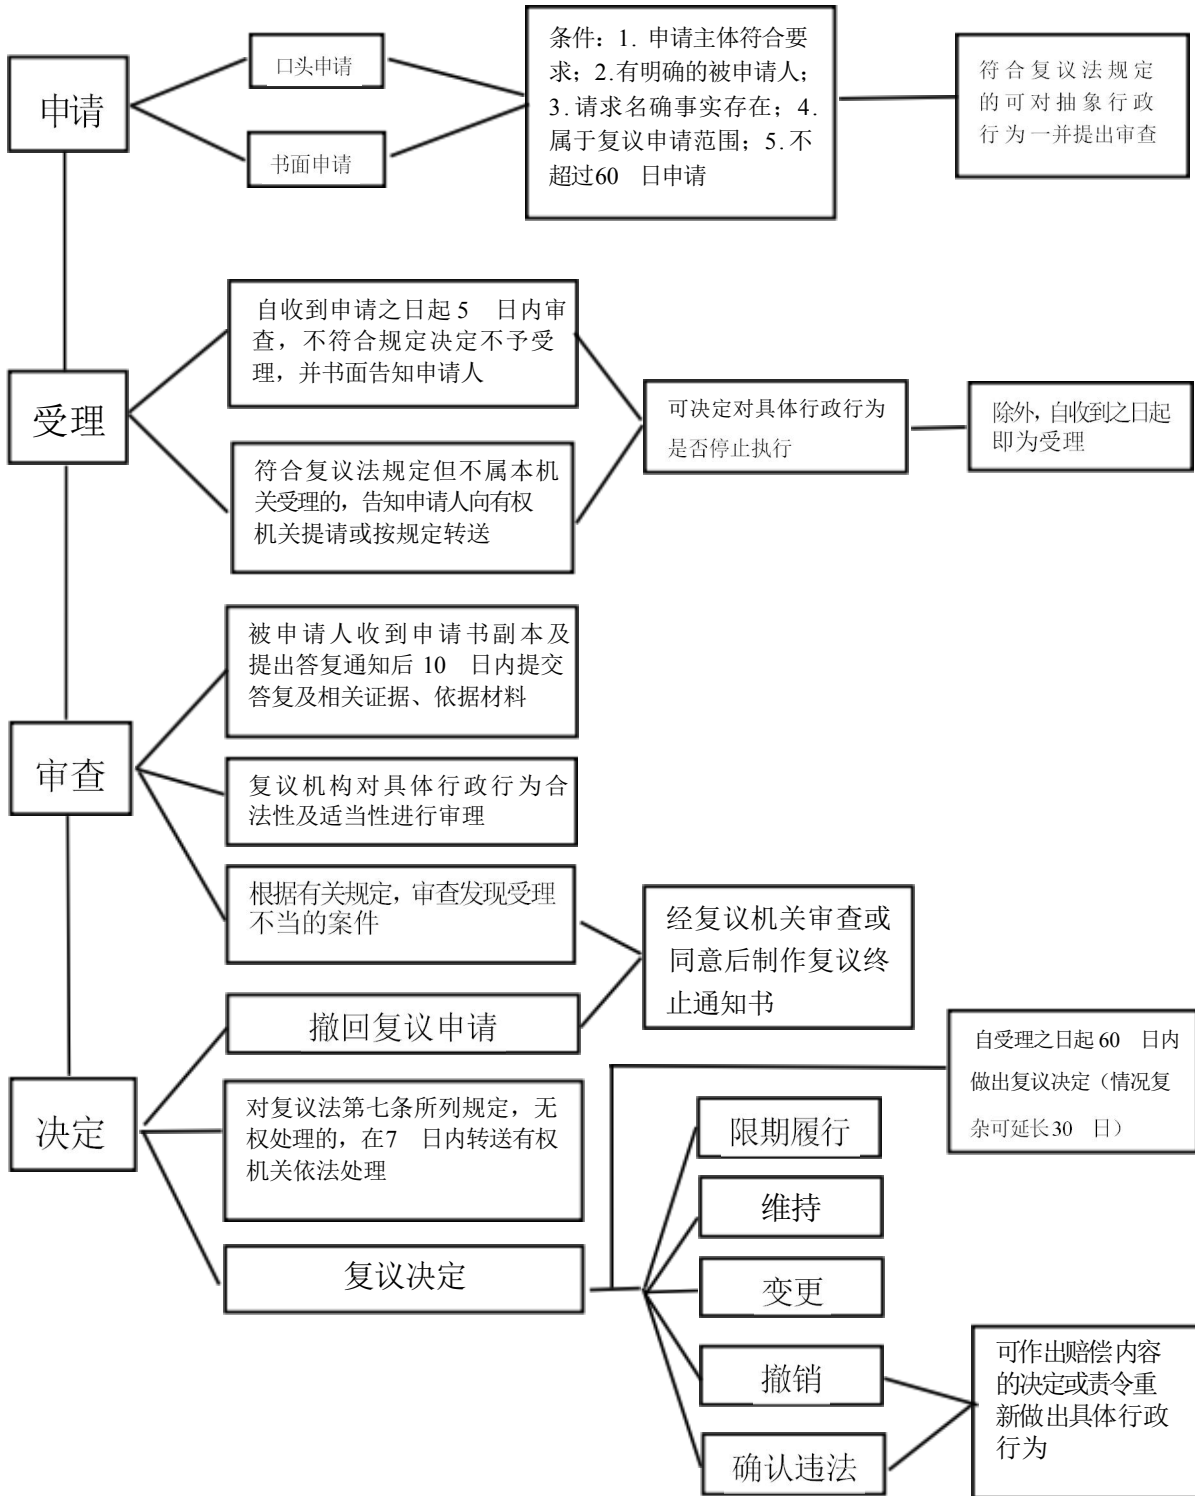 申请
口头申请
书面申请
条件：1. 申请主体符合要
求；2.有明确的被申请人；
3.请求名确事实存在；4.
属于复议申请范围；5.不
超过60 日申请
符合复议法规定
的可对抽象行政
行为一并提出审查
受理
自收到申请之日起 5 日内审
查，不符合规定决定不予受
理，并书面告知申请人
符合复议法规定但不属本机
关受理的，告知申请人向有权
机关提请或按规定转送
可决定对具体行政行为
是否停止执行
除外，自收到之日起
即为受理
审查
被申请人收到申请书副本及
提出答复通知后 10 日内提交
答复及相关证据、依据材料
复议机构对具体行政行为合
法性及适当性进行审理
根据有关规定，审查发现受理
不当的案件
经复议机关审查或
同意后制作复议终
止通知书
决定
撤回复议申请
对复议法第七条所列规定，无
权处理的，在7 日内转送有权
机关依法处理
复议决定
自受理之日起 60 日内
做出复议决定（情况复
杂可延长30 日）
限期履行
维持
变更
撤销
确认违法
可作出赔偿内容
的决定或责令重
新做出具体行政
行为